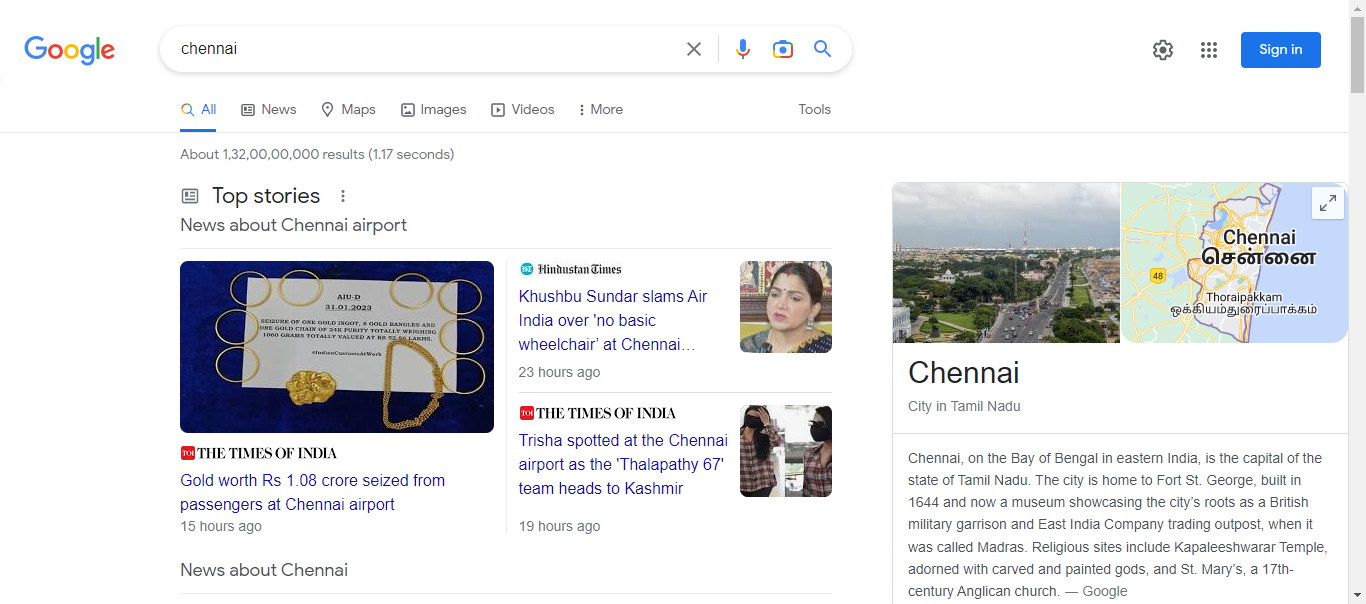 Google
chennai
Sign in
All
News
Maps
Images
Videos
More
Tools
About 1,32,00,00,000 results (1.17 seconds)
Top stories
News about Chennai airport
AIU-D
31.01.2023
SEIZURE OF ONE GOLD INGOT, 8 GOLD BANGLES AND
ONE GOLD CHAIN OF 24K PURITY TOTALLY WEIGHING
1060 GRAMS TOTALLY VALUED AT RS 52.86 LAKHS.
#IndianCustomsAtWork
TOI THE TIMES OF INDIA
Gold worth Rs 1.08 crore seized from
passengers at Chennai airport
15 hours ago
HT Hindustan Times
Khushbu Sundar slams Air
India over 'no basic
wheelchair’ at Chennai…
23 hours ago
TOI THE TIMES OF INDIA
Trisha spotted at the Chennai
airport as the 'Thalapathy 67'
team heads to Kashmir
19 hours ago
News about Chennai
Chennai
சென்னை
48
Thoraipakkam
ஒக்கியம்துரைப்பாக்கம்
Chennai
City in Tamil Nadu
Chennai, on the Bay of Bengal in eastern India, is the capital of the
state of Tamil Nadu. The city is home to Fort St. George, built in
1644 and now a museum showcasing the city’s roots as a British
military garrison and East India Company trading outpost, when it
was called Madras. Religious sites include Kapaleeshwarar Temple,
adorned with carved and painted gods, and St. Mary’s, a 17th-
century Anglican church. — Google